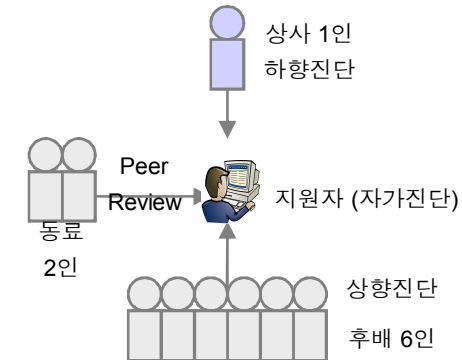 상사 1인
하향진단
Peer
Review
동료
2인
지원자 (자가진단)
상향진단
후배 6인